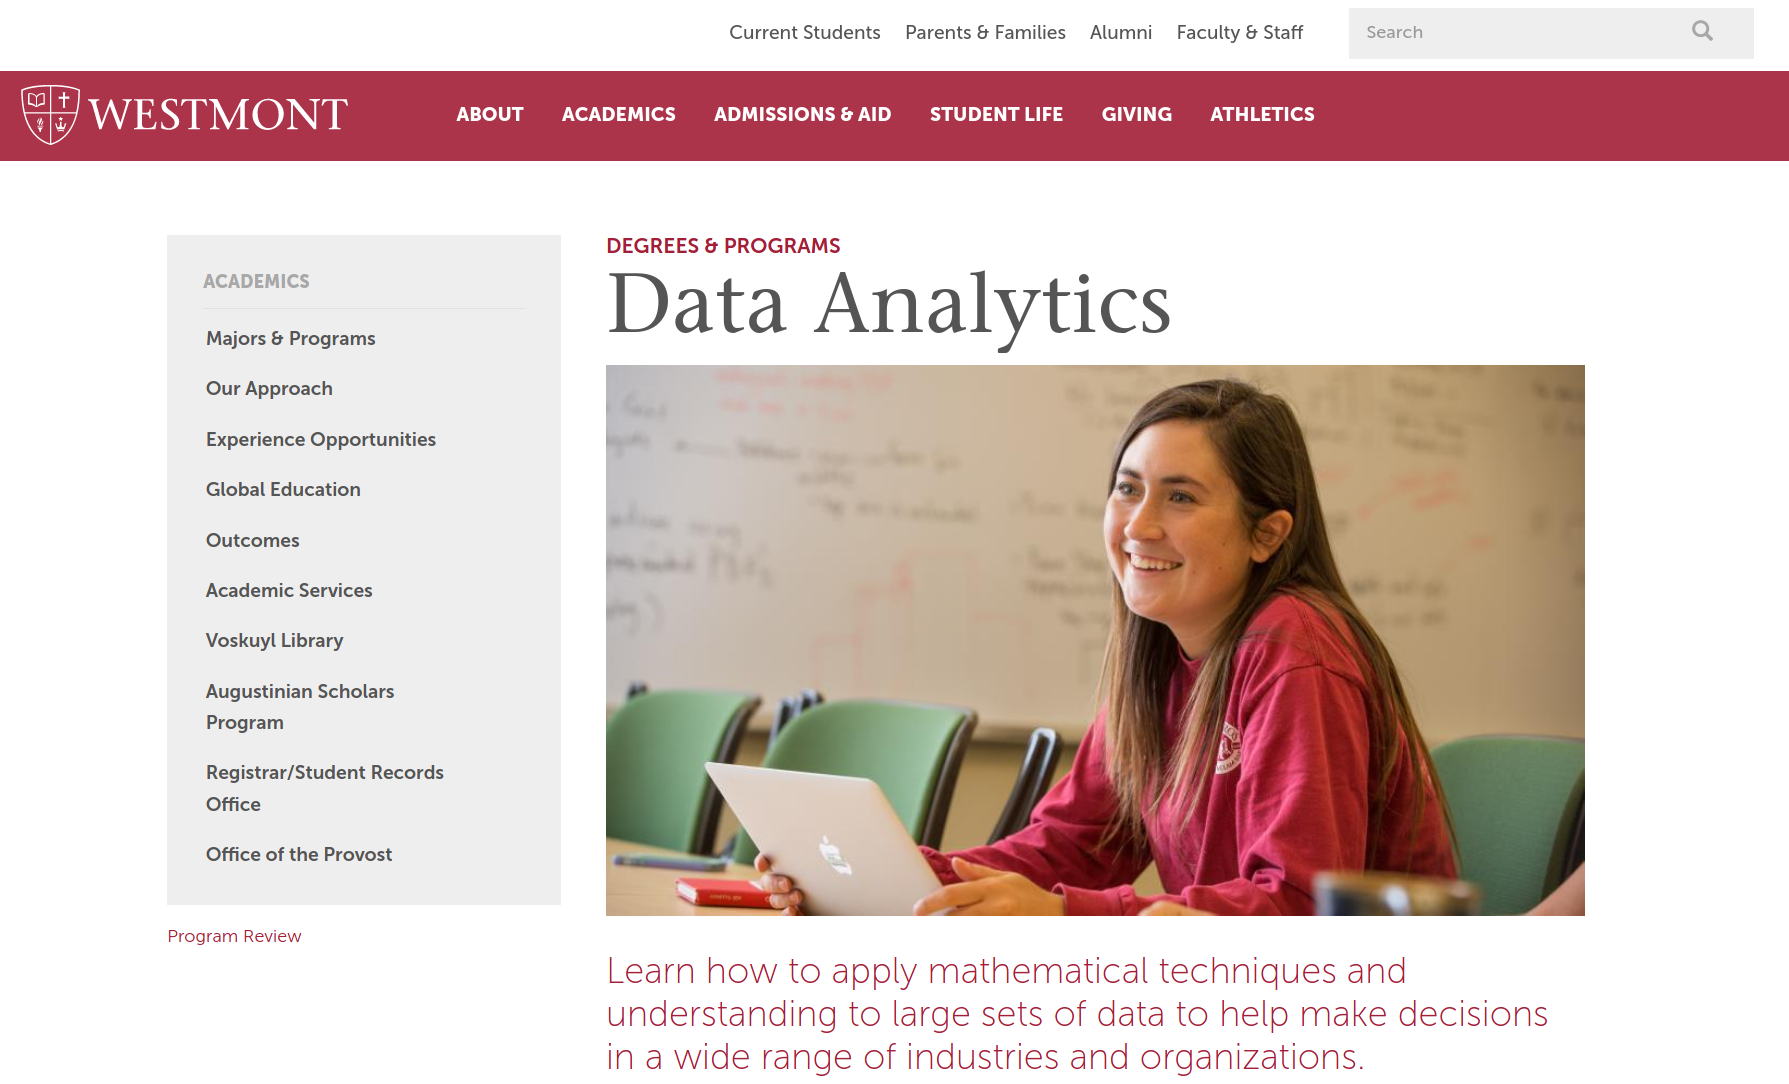 Current Students Parents & Families Alumni Faculty & Staff Search
WESTMONT ABOUT ACADEMICS ADMISSIONS & AID STUDENT LIFE GIVING ATHLETICS
ACADEMICS
Majors & Programs
Our Approach
Experience Opportunities
Global Education
Outcomes
Academic Services
Voskuyl Library
Augustinian Scholars
Program
Registrar/Student Records
Office
Office of the Provost
Program Review
DEGREES & PROGRAMS
Data Analytics
Learn how to apply mathematical techniques and
understanding to large sets of data to help make decisions
in a wide range of industries and organizations.